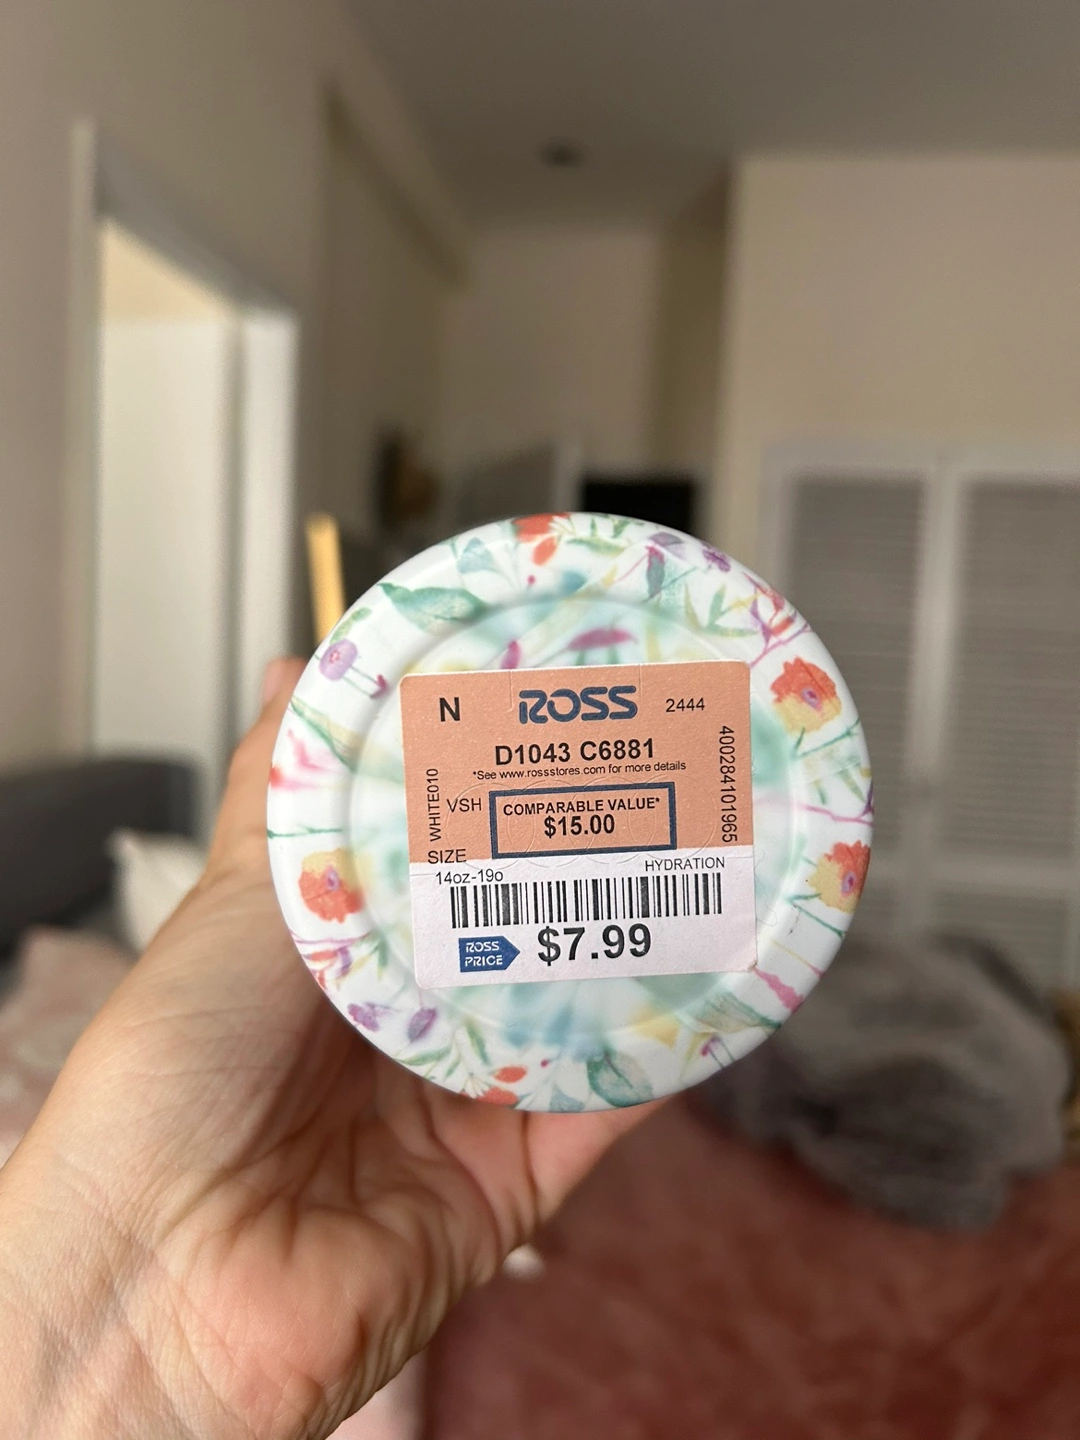 N ROSS 2444
D1043 C6881
*See www.rossstores.com for more details
400284101965
WHITE010
VSH
COMPARABLE VALUE*
$15.00
SIZE
14oz-19o
HYDRATION
ROSS
PRICE
$7.99